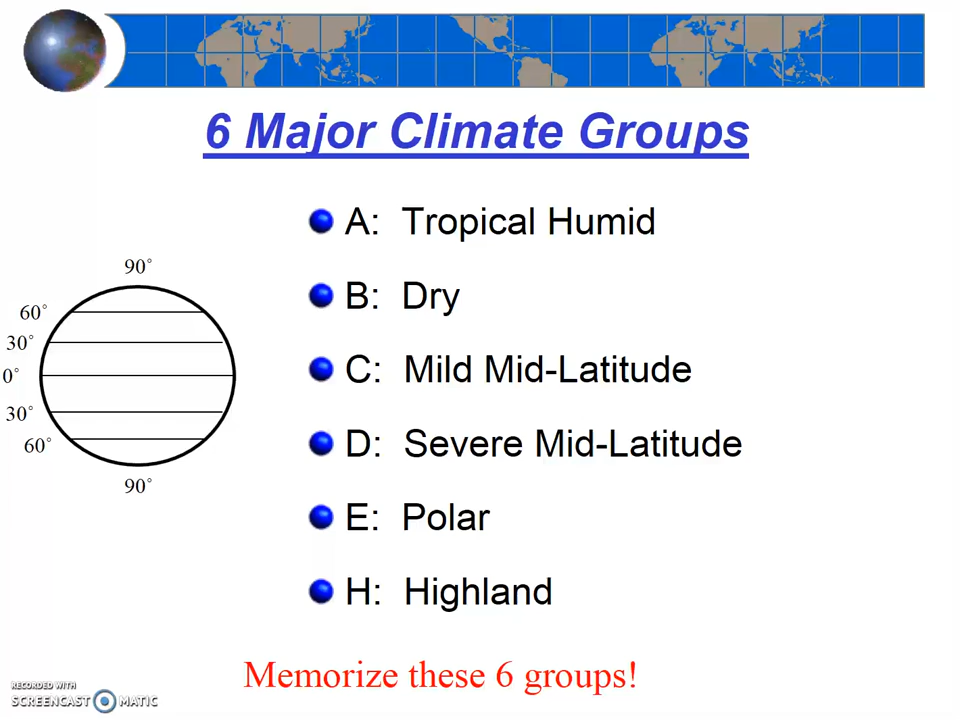 6 Major Climate Groups
A: Tropical Humid
B: Dry
C: Mild Mid-Latitude
D: Severe Mid-Latitude
E: Polar
H: Highland
90˚
60˚
30˚
0˚
30˚
60˚
90˚
Memorize these 6 groups!
RECORDED WITH
SCREENCAST MATIC